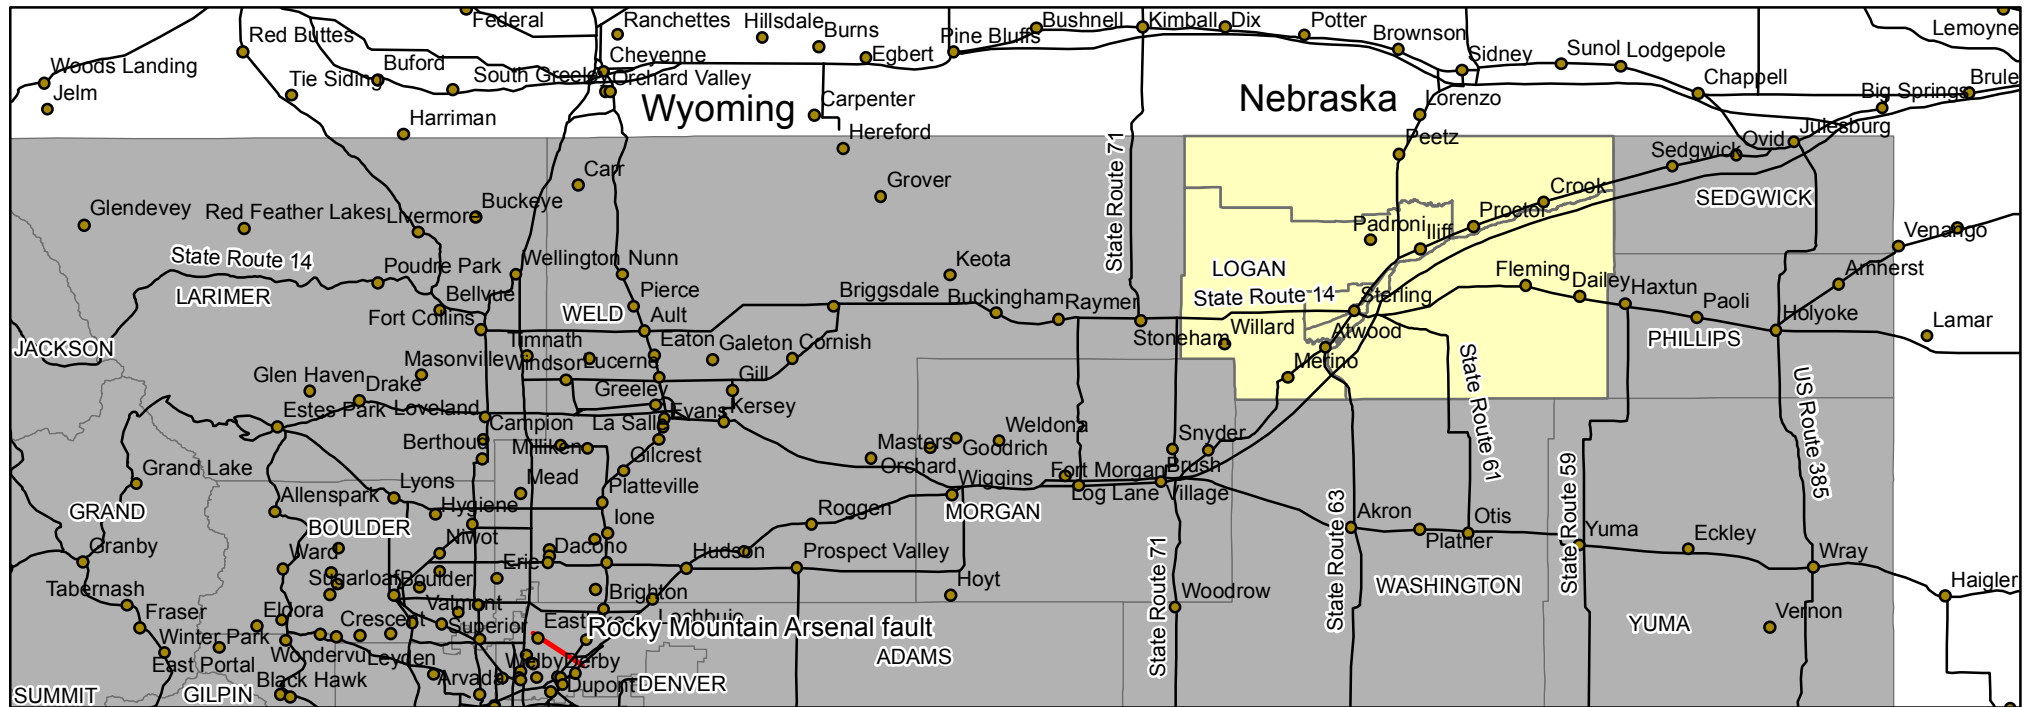 Federal
Ranchettes
Hillsdale
Burns
Bushnell
Kimball
Dix
Potter
Lemoyne
Red Buttes
Cheyenne
Egbert
Pine Bluffs
Brownson
Sidney
Sunol
Lodgepole
Woods Landing
Buford
Tie Siding
South Greeley
Orchard Valley
Chappell
Brule
Jelm
Wyoming
Carpenter
Nebraska
Lorenzo
Big Springs
Harriman
Hereford
State Route 71
Peetz
Ovid
Julesburg
Sedgwick
Carr
Grover
Crook
SEDGWICK
Glendevey
Red Feather Lakes
Livermore
Buckeye
Padroni
Proctor
Iliff
Venango
State Route 14
Poudre Park
Wellington
Nunn
Keota
LOGAN
Fleming
Dailey
Haxtun
Amherst
LARIMER
Bellvue
WELD
Pierce
Briggsdale
Buckingham
Raymer
State Route 14
Sterling
Paoli
Holyoke
Fort Collins
Ault
Stoneham
Willard
Atwood
PHILLIPS
Lamar
JACKSON
Masonville
Timnath
Windsor
Lucerne
Eaton
Galeton
Cornish
Merino
State Route 61
US Route 385
Glen Haven
Drake
Gill
Greeley
Estes Park
Loveland
Campion
La Salle
Evans
Kersey
Berthoud
Milliken
Gilcrest
Masters
Goodrich
Weldona
Snyder
Grand Lake
Lyons
Mead
Orchard
Wiggins
Fort Morgan
Brush
Allenspark
Hygiene
Platteville
Log Lane Village
State Route 59
GRAND
BOULDER
Ione
Roggen
MORGAN
State Route 63
Akron
Otis
Platner
Yuma
Eckley
Granby
Ward
Niwot
Erie
Dacono
Hudson
Prospect Valley
State Route 71
Wray
Tabernash
Sugarloaf
Boulder
Brighton
Hoyt
Woodrow
WASHINGTON
Haigler
Fraser
Eldora
Crescent
Valmont
Lochbuie
Superior
Rocky Mountain Arsenal fault
YUMA
Vernon
Winter Park
East Portal
Wondervu
Leyden
Welby
Derby
ADAMS
SUMMIT
GILPIN
Black Hawk
Arvada
Dupont
DENVER